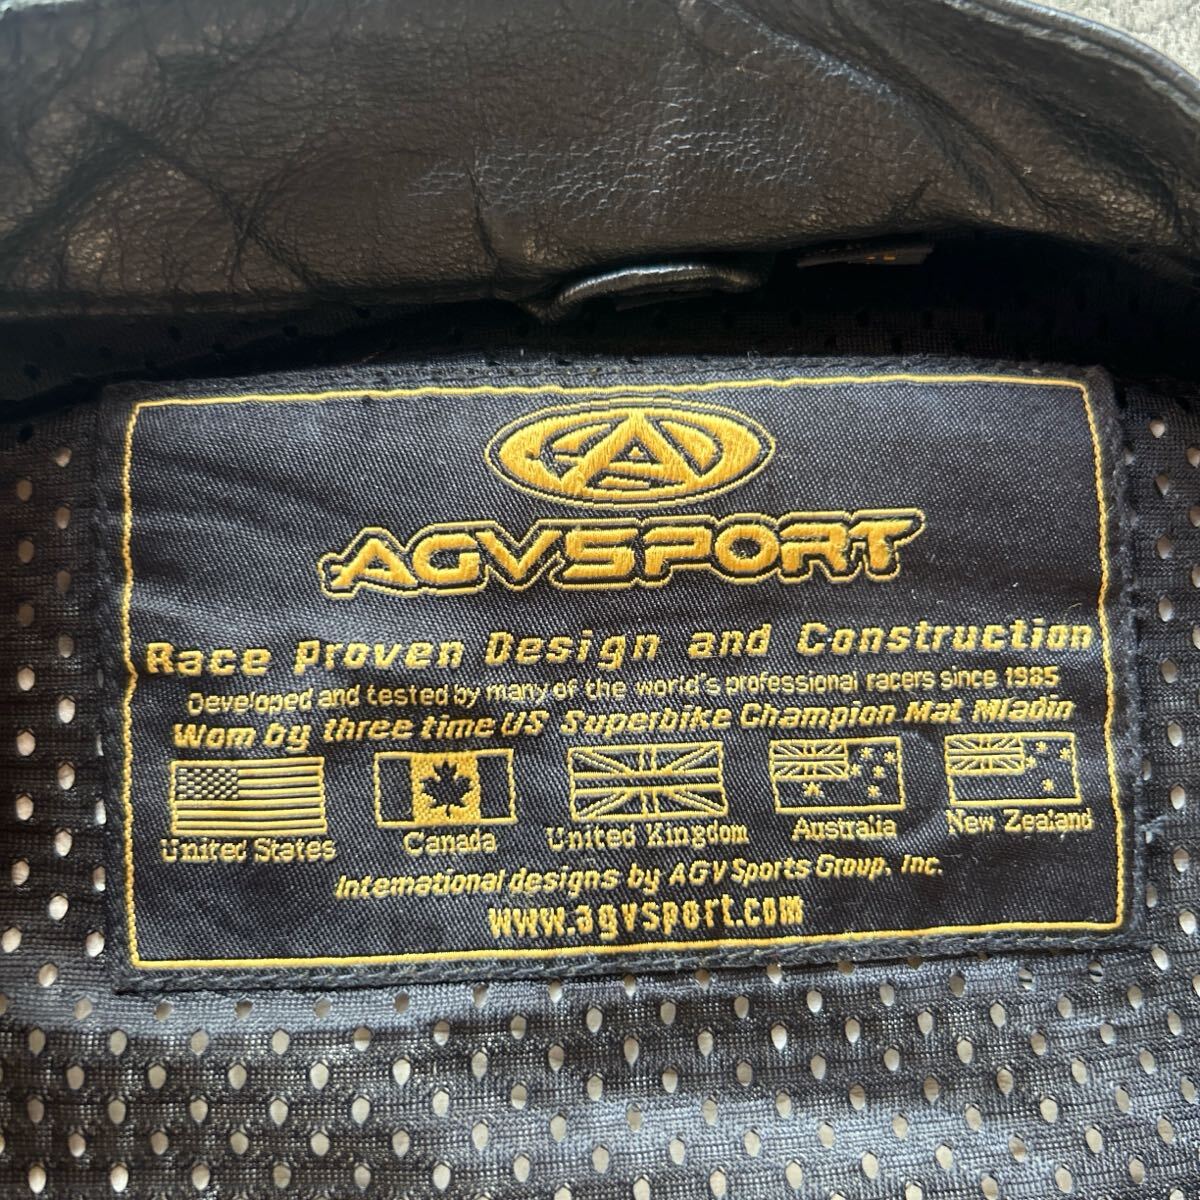 AGVSPORT
Race Proven Design and Construction
Developed and tested by many of the world's professional racers since 1985
Worn by three time US Superbike Champion Mat Mladin
United States Canada United Kingdom Australia New Zealand
International designs by AGV Sports Group, Inc.
www.agvsport.com